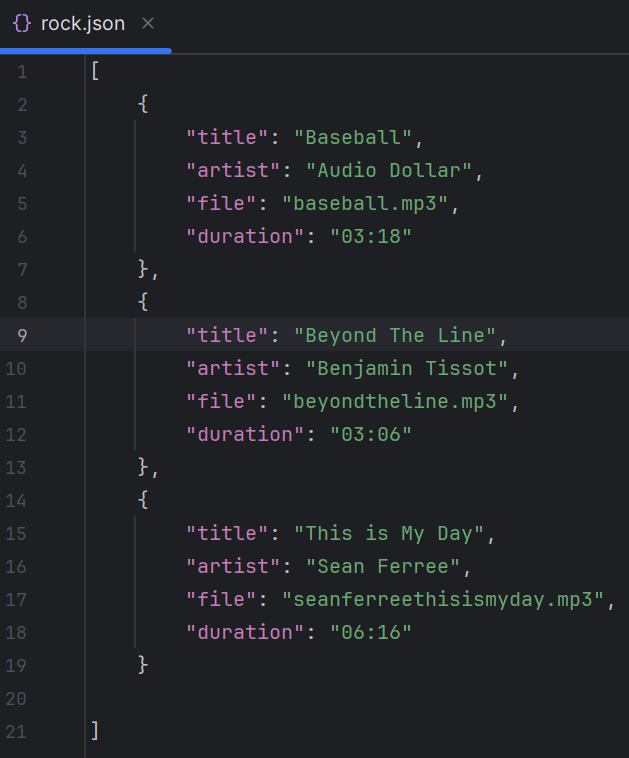 {} rock.json ×
1 [
2     {
3         "title": "Baseball",
4         "artist": "Audio Dollar",
5         "file": "baseball.mp3",
6         "duration": "03:18"
7     },
8     {
9         "title": "Beyond The Line",
10         "artist": "Benjamin Tissot",
11         "file": "beyondtheline.mp3",
12         "duration": "03:06"
13     },
14     {
15         "title": "This is My Day",
16         "artist": "Sean Ferree",
17         "file": "seanferreethisismyday.mp3",
18         "duration": "06:16"
19     }
20
21 ]